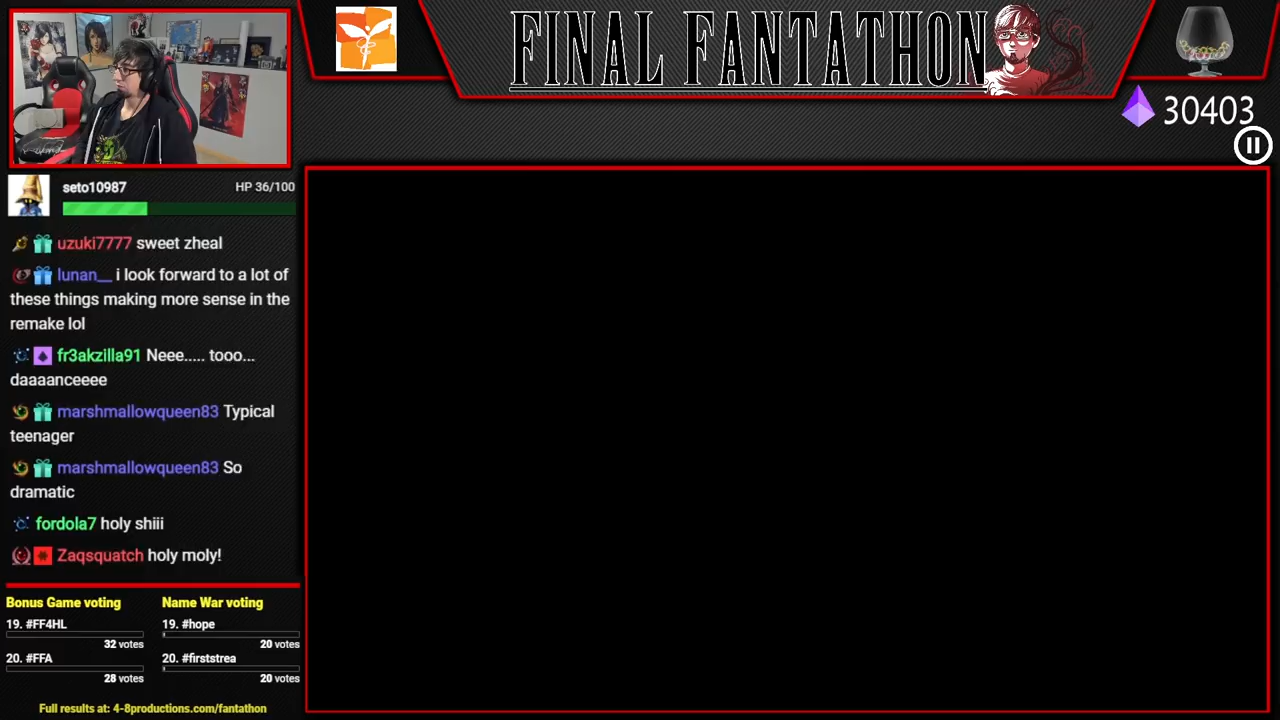 FINAL FANTATHON
30403
seto10987 HP 36/100
uzuki7777 sweet zheal
lunan__ i look forward to a lot of
these things making more sense in the
remake lol
fr3akzilla91 Neee..... tooo...
daaaanceeee
marshmallowqueen83 Typical
teenager
marshmallowqueen83 So
dramatic
fordola7 holy shiii
Zaqsquatch holy moly!
Bonus Game voting
19. #FF4HL
32 votes
20. #FFA
28 votes
Name War voting
19. #hope
20 votes
20. #firststrea
20 votes
Full results at: 4-8productions.com/fantathon